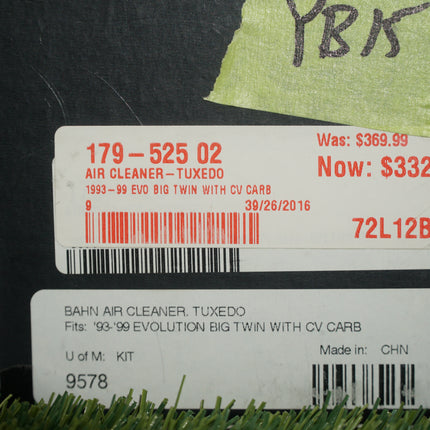 YB15
179-525 02
Was: $369.99
AIR CLEANER-TUXEDO
Now: $332
1993-99 EVO BIG TWIN WITH CV CARB
9 39/26/2016
72L12B
BAHN AIR CLEANER, TUXEDO
Fits: '93-'99 EVOLUTION BIG TWIN WITH CV CARB
U of M: KIT
Made in: CHN
9578